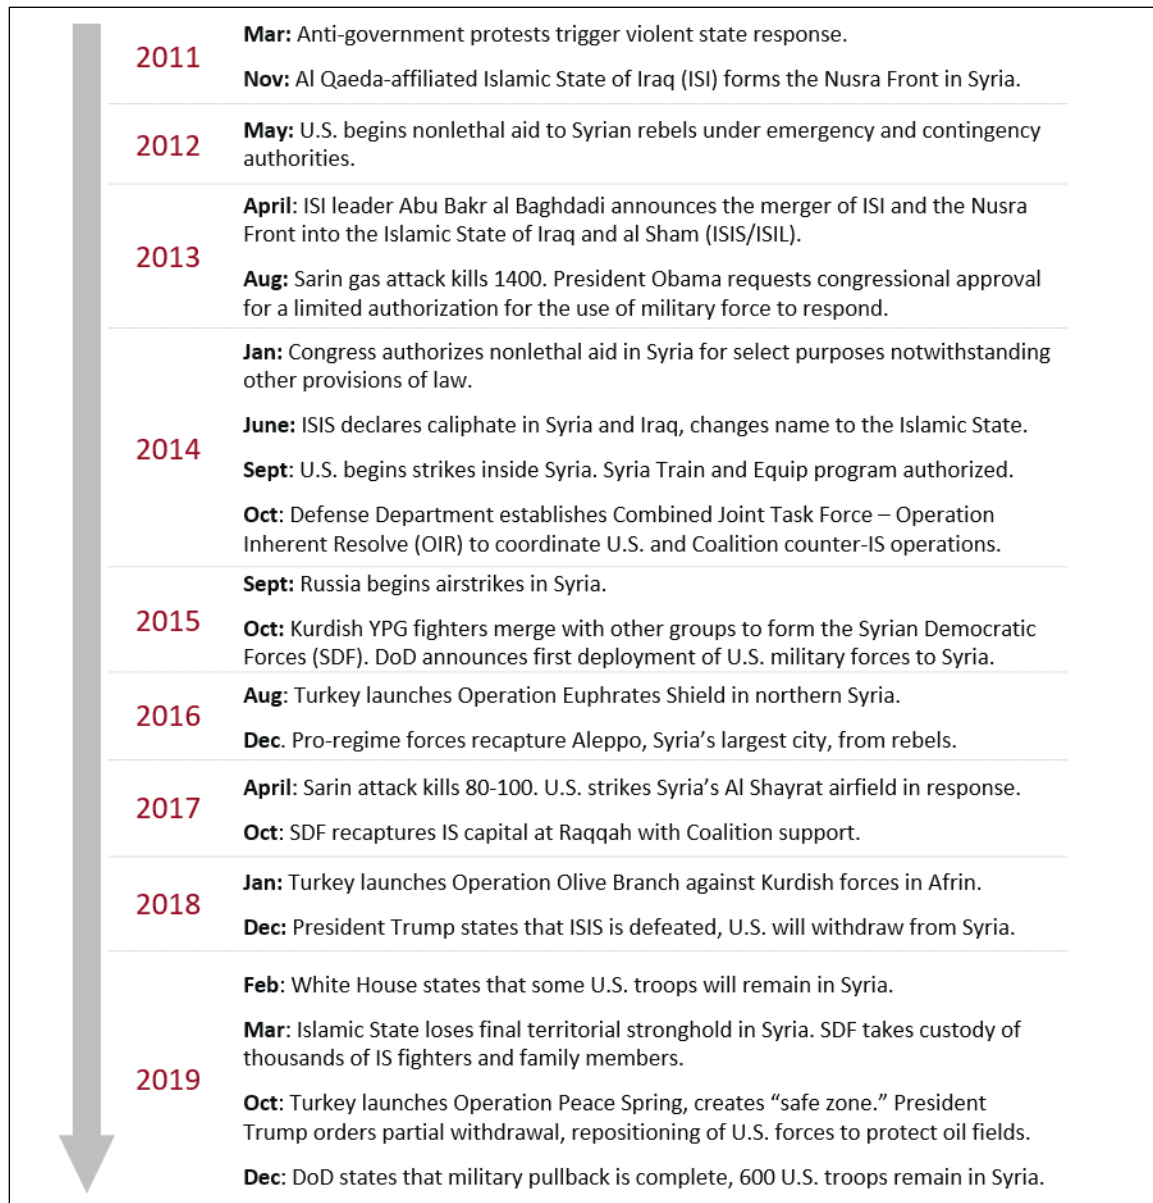 2011
Mar: Anti-government protests trigger violent state response.
Nov: Al Qaeda-affiliated Islamic State of Iraq (ISI) forms the Nusra Front in Syria.
2012
May: U.S. begins nonlethal aid to Syrian rebels under emergency and contingency
authorities.
2013
April: ISI leader Abu Bakr al Baghdadi announces the merger of ISI and the Nusra
Front into the Islamic State of Iraq and al Sham (ISIS/ISIL).
Aug: Sarin gas attack kills 1400. President Obama requests congressional approval
for a limited authorization for the use of military force to respond.
2014
Jan: Congress authorizes nonlethal aid in Syria for select purposes notwithstanding
other provisions of law.
June: ISIS declares caliphate in Syria and Iraq, changes name to the Islamic State.
Sept: U.S. begins strikes inside Syria. Syria Train and Equip program authorized.
Oct: Defense Department establishes Combined Joint Task Force – Operation
Inherent Resolve (OIR) to coordinate U.S. and Coalition counter-IS operations.
2015
Sept: Russia begins airstrikes in Syria.
Oct: Kurdish YPG fighters merge with other groups to form the Syrian Democratic
Forces (SDF). DoD announces first deployment of U.S. military forces to Syria.
2016
Aug: Turkey launches Operation Euphrates Shield in northern Syria.
Dec. Pro-regime forces recapture Aleppo, Syria’s largest city, from rebels.
2017
April: Sarin attack kills 80-100. U.S. strikes Syria’s Al Shayrat airfield in response.
Oct: SDF recaptures IS capital at Raqqah with Coalition support.
2018
Jan: Turkey launches Operation Olive Branch against Kurdish forces in Afrin.
Dec: President Trump states that ISIS is defeated, U.S. will withdraw from Syria.
2019
Feb: White House states that some U.S. troops will remain in Syria.
Mar: Islamic State loses final territorial stronghold in Syria. SDF takes custody of
thousands of IS fighters and family members.
Oct: Turkey launches Operation Peace Spring, creates “safe zone.” President
Trump orders partial withdrawal, repositioning of U.S. forces to protect oil fields.
Dec: DoD states that military pullback is complete, 600 U.S. troops remain in Syria.